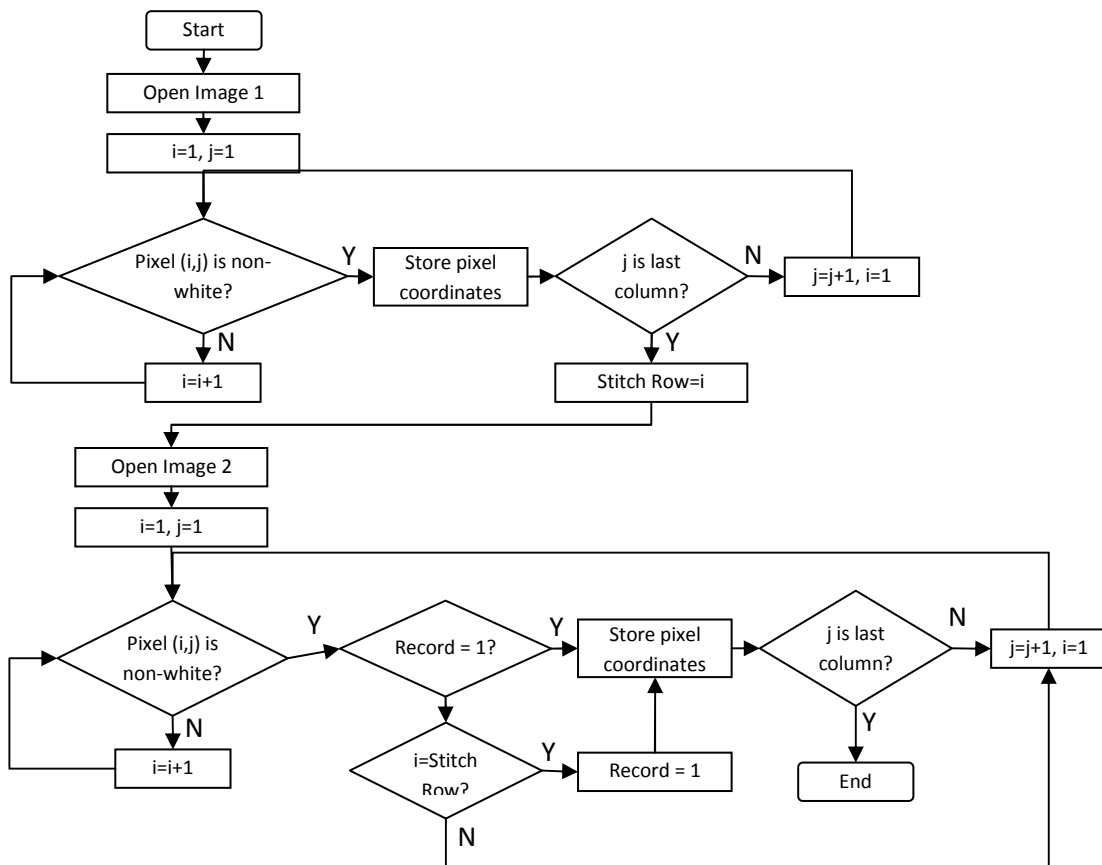 Start
Open Image 1
i=1, j=1
Pixel (i,j) is non-
white?
Y
Store pixel
coordinates
j is last
column?
N
j=j+1, i=1
N
i=i+1
Y
Stitch Row=i
Open Image 2
i=1, j=1
Pixel (i,j) is
non-white?
Y
Record = 1?
Y
Store pixel
coordinates
j is last
column?
N
j=j+1, i=1
N
i=i+1
i=Stitch
Row?
Y
Record = 1
Y
End
N